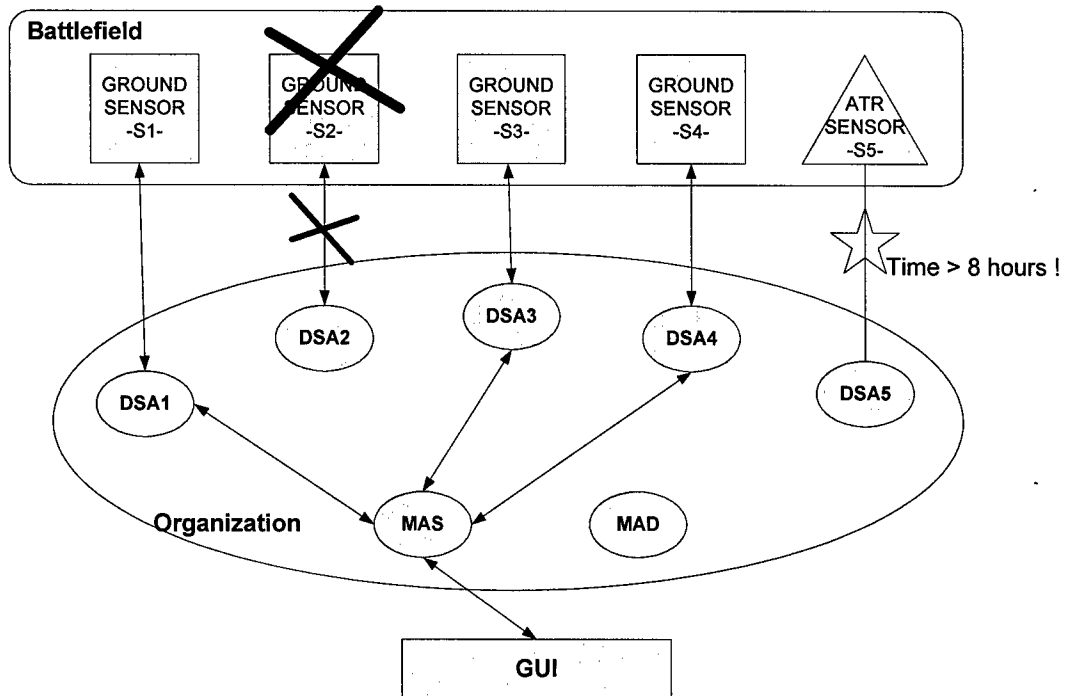 Battlefield
GROUND
SENSOR
-S1-
GROUND
SENSOR
-S2-
GROUND
SENSOR
-S3-
GROUND
SENSOR
-S4-
ATR
SENSOR
-S5-
Time > 8 hours !
DSA1
DSA2
DSA3
DSA4
DSA5
Organization
MAS
MAD
GUI